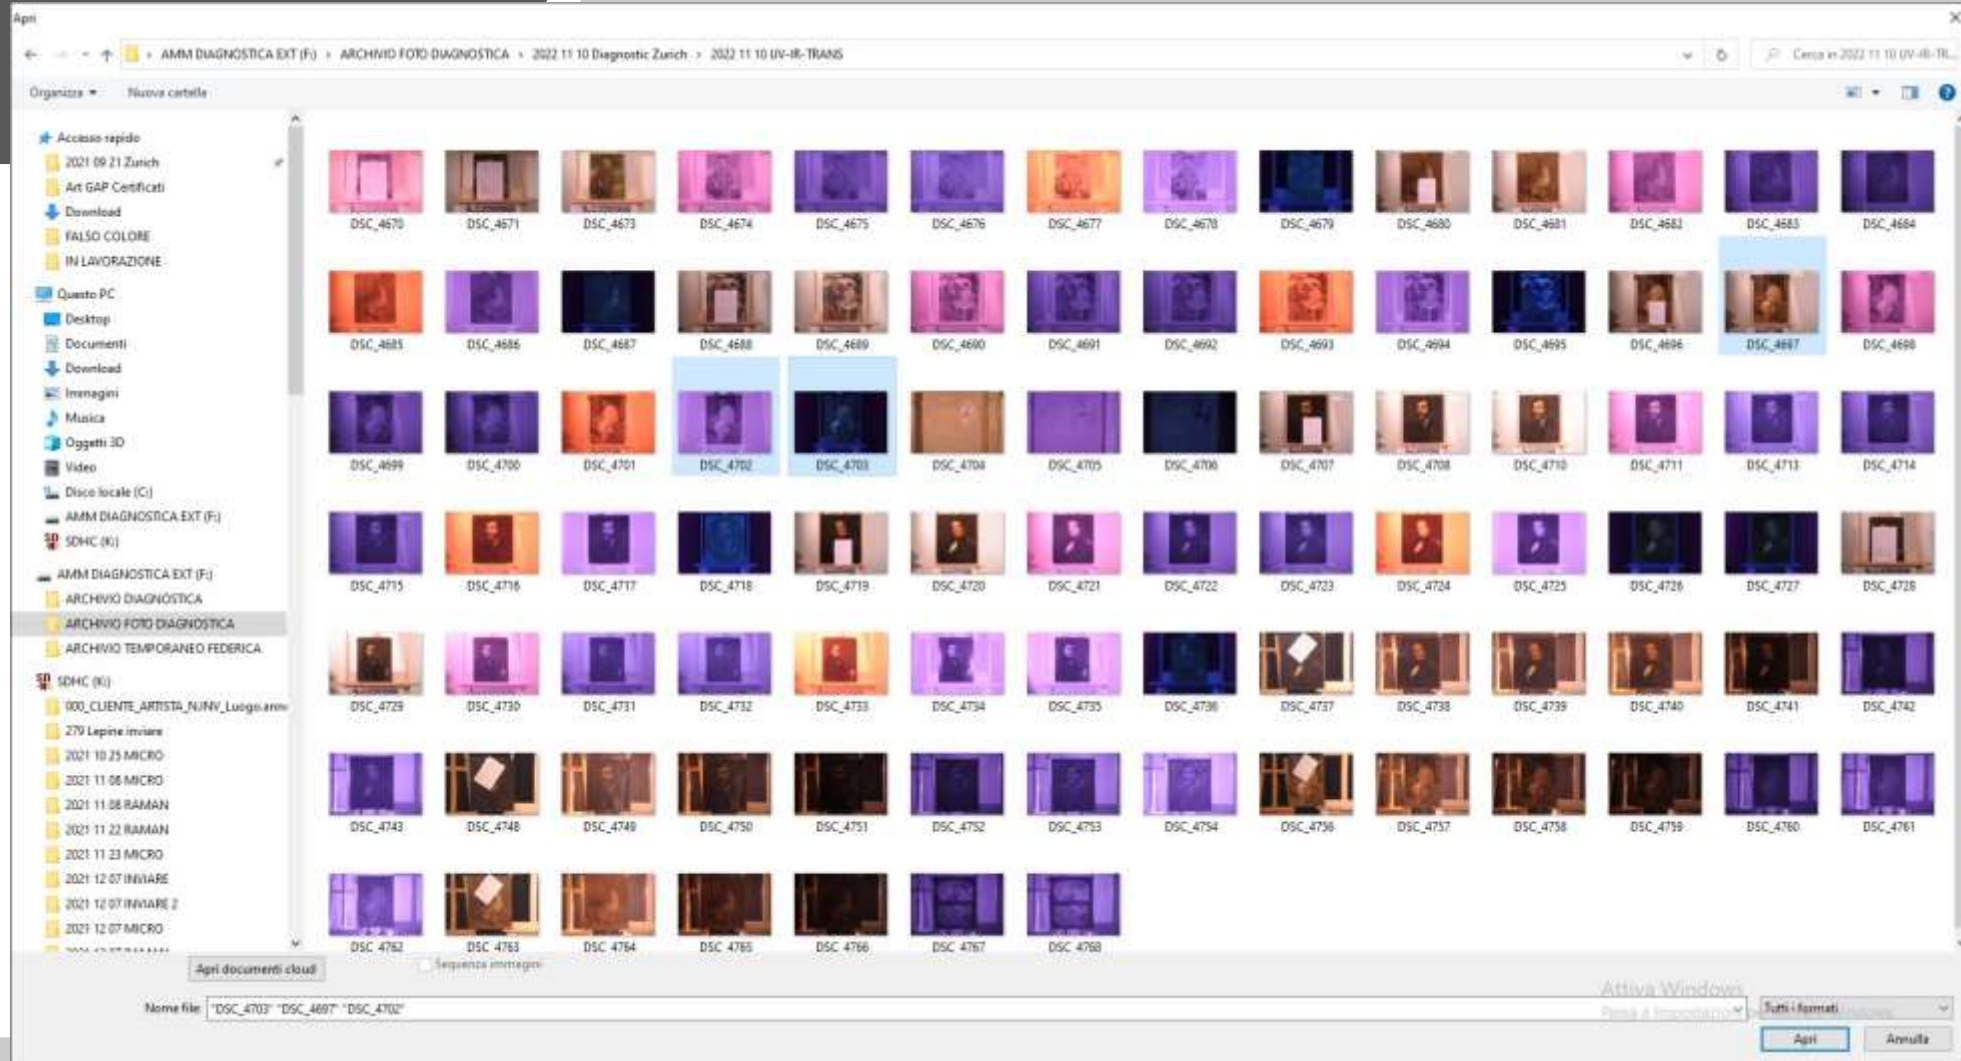 Apri
AMM DIAGNOSTICA EXT (F:) › ARCHIVIO FOTO DIAGNOSTICA › 2022 11 10 Diagnostic Zurich › 2022 11 10 UV-IR-TRANS
Cerca in 2022 11 10 UV-IR-TR...
Organizza
Nuova cartella
Accesso rapido
2021 09 21 Zurich
Art GAP Certificati
Download
FALSO COLORE
IN LAVORAZIONE
Questo PC
Desktop
Documenti
Download
Immagini
Musica
Oggetti 3D
Video
Disco locale (C:)
AMM DIAGNOSTICA EXT (F:)
SDHC (K:)
AMM DIAGNOSTICA EXT (F:)
ARCHIVIO DIAGNOSTICA
ARCHIVIO FOTO DIAGNOSTICA
ARCHIVIO TEMPORANEO FEDERICA
SDHC (K:)
000_CLIENTE_ARTISTA_NJNV_Luogo.anno
279 Lepine inviare
2021 10 25 MICRO
2021 11 08 MICRO
2021 11 08 RAMAN
2021 11 22 RAMAN
2021 11 23 MICRO
2021 12 07 INVIARE
2021 12 07 INVIARE 2
2021 12 07 MICRO
DSC_4670 DSC_4671 DSC_4673 DSC_4674 DSC_4675 DSC_4676 DSC_4677 DSC_4678 DSC_4679 DSC_4680 DSC_4681 DSC_4682 DSC_4683 DSC_4684
DSC_4685 DSC_4686 DSC_4687 DSC_4688 DSC_4689 DSC_4690 DSC_4691 DSC_4692 DSC_4693 DSC_4694 DSC_4695 DSC_4696 DSC_4697 DSC_4698
DSC_4699 DSC_4700 DSC_4701 DSC_4702 DSC_4703 DSC_4704 DSC_4705 DSC_4706 DSC_4707 DSC_4708 DSC_4710 DSC_4711 DSC_4713 DSC_4714
DSC_4715 DSC_4716 DSC_4717 DSC_4718 DSC_4719 DSC_4720 DSC_4721 DSC_4722 DSC_4723 DSC_4724 DSC_4725 DSC_4726 DSC_4727 DSC_4728
DSC_4729 DSC_4730 DSC_4731 DSC_4732 DSC_4733 DSC_4734 DSC_4735 DSC_4736 DSC_4737 DSC_4738 DSC_4739 DSC_4740 DSC_4741 DSC_4742
DSC_4743 DSC_4748 DSC_4749 DSC_4750 DSC_4751 DSC_4752 DSC_4753 DSC_4754 DSC_4756 DSC_4757 DSC_4758 DSC_4759 DSC_4760 DSC_4761
DSC_4762 DSC_4763 DSC_4764 DSC_4765 DSC_4766 DSC_4767 DSC_4768
Apri documenti cloud
Sequenza immagini
Attiva Windows
Nome file: "DSC_4703" "DSC_4697" "DSC_4702"
Tutti i formati
Apri
Annulla